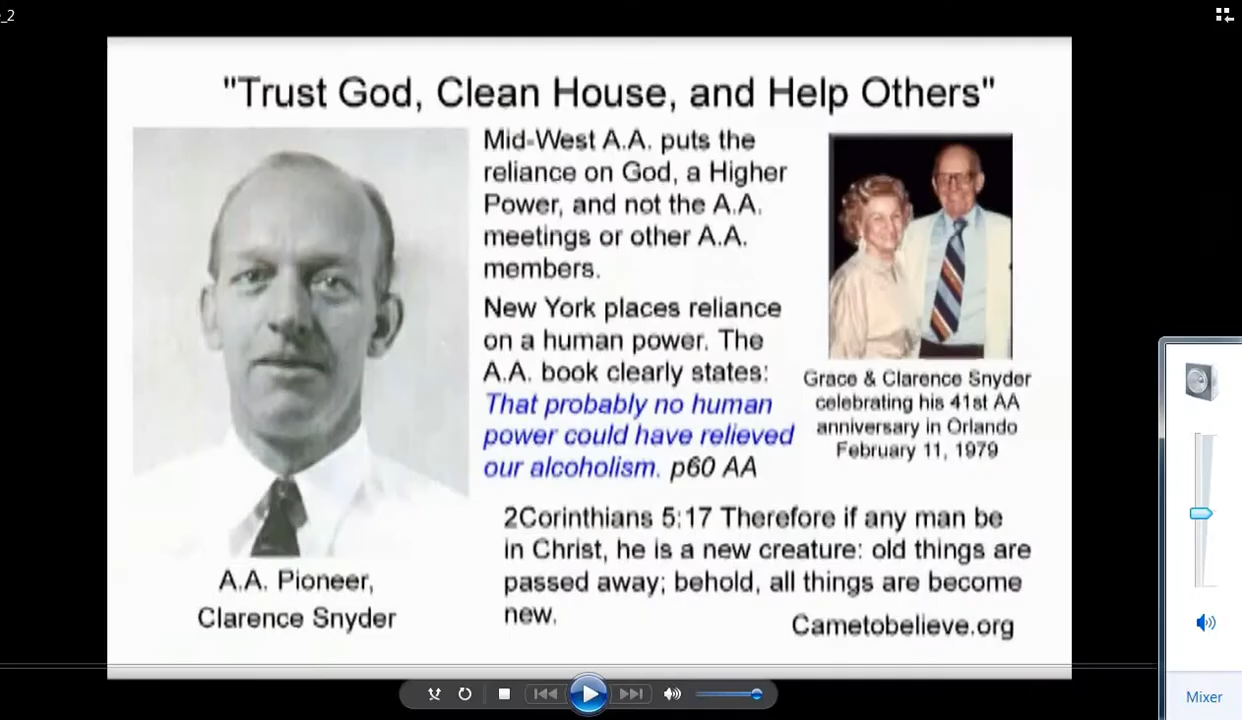 _2
"Trust God, Clean House, and Help Others"
Mid-West A.A. puts the
reliance on God, a Higher
Power, and not the A.A.
meetings or other A.A.
members.
New York places reliance
on a human power. The
A.A. book clearly states:
That probably no human
power could have relieved
our alcoholism. p60 AA
Grace & Clarence Snyder
celebrating his 41st AA
anniversary in Orlando
February 11, 1979
2Corinthians 5:17 Therefore if any man be
in Christ, he is a new creature: old things are
passed away; behold, all things are become
new.
A.A. Pioneer,
Clarence Snyder
Cametobelieve.org
Mixer